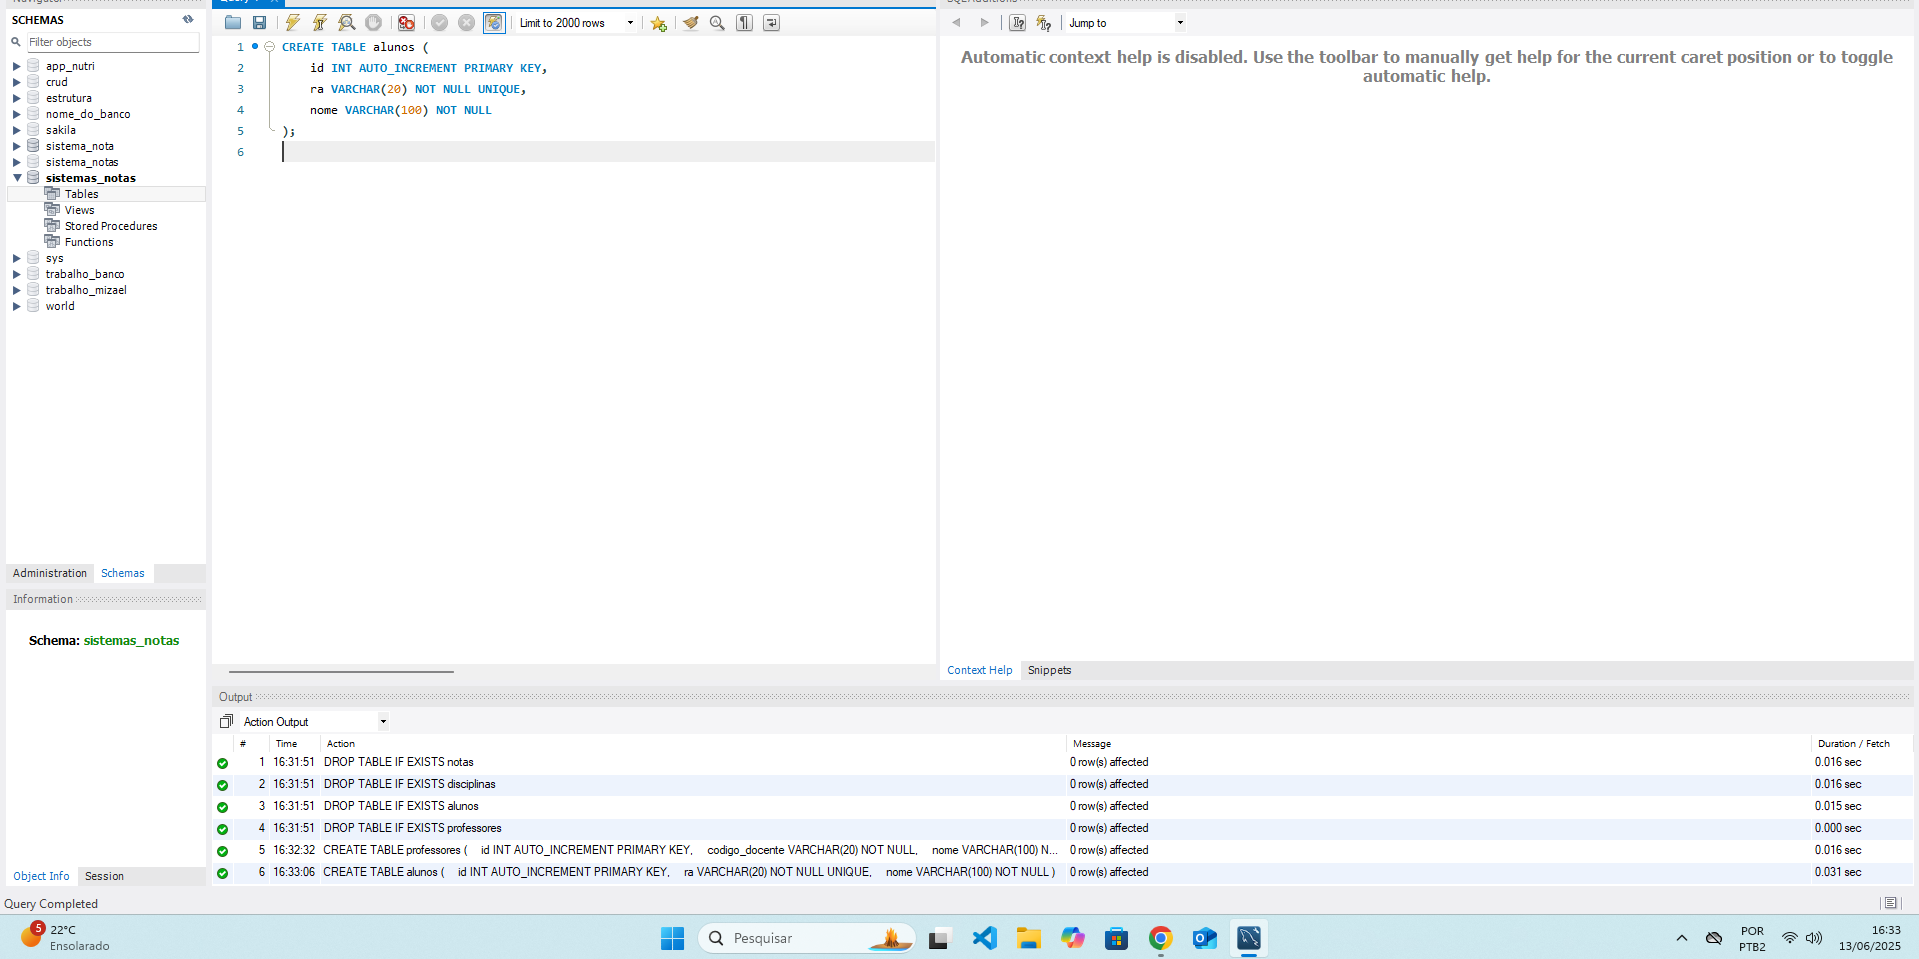 SCHEMAS
Filter objects
app_nutri
crud
estrutura
nome_do_banco
sakila
sistema_nota
sistema_notas
sistemas_notas
Tables
Views
Stored Procedures
Functions
sys
trabalho_banco
trabalho_mizael
world
Administration Schemas
Information
Schema: sistemas_notas
Object Info Session
Limit to 2000 rows
1 CREATE TABLE alunos (
2 id INT AUTO_INCREMENT PRIMARY KEY,
3 ra VARCHAR(20) NOT NULL UNIQUE,
4 nome VARCHAR(100) NOT NULL
5 );
6
Jump to
Automatic context help is disabled. Use the toolbar to manually get help for the current caret position or to toggle
automatic help.
Context Help Snippets
Output
Action Output
# Time Action Message Duration / Fetch
1 16:31:51 DROP TABLE IF EXISTS notas 0 row(s) affected 0.016 sec
2 16:31:51 DROP TABLE IF EXISTS disciplinas 0 row(s) affected 0.016 sec
3 16:31:51 DROP TABLE IF EXISTS alunos 0 row(s) affected 0.015 sec
4 16:31:51 DROP TABLE IF EXISTS professores 0 row(s) affected 0.000 sec
5 16:32:32 CREATE TABLE professores ( id INT AUTO_INCREMENT PRIMARY KEY, codigo_docente VARCHAR(20) NOT NULL, nome VARCHAR(100) N... 0 row(s) affected 0.016 sec
6 16:33:06 CREATE TABLE alunos ( id INT AUTO_INCREMENT PRIMARY KEY, ra VARCHAR(20) NOT NULL UNIQUE, nome VARCHAR(100) NOT NULL ) 0 row(s) affected 0.031 sec
Query Completed
5
22°C
Ensolarado
Pesquisar
POR
PTB2
16:33
13/06/2025